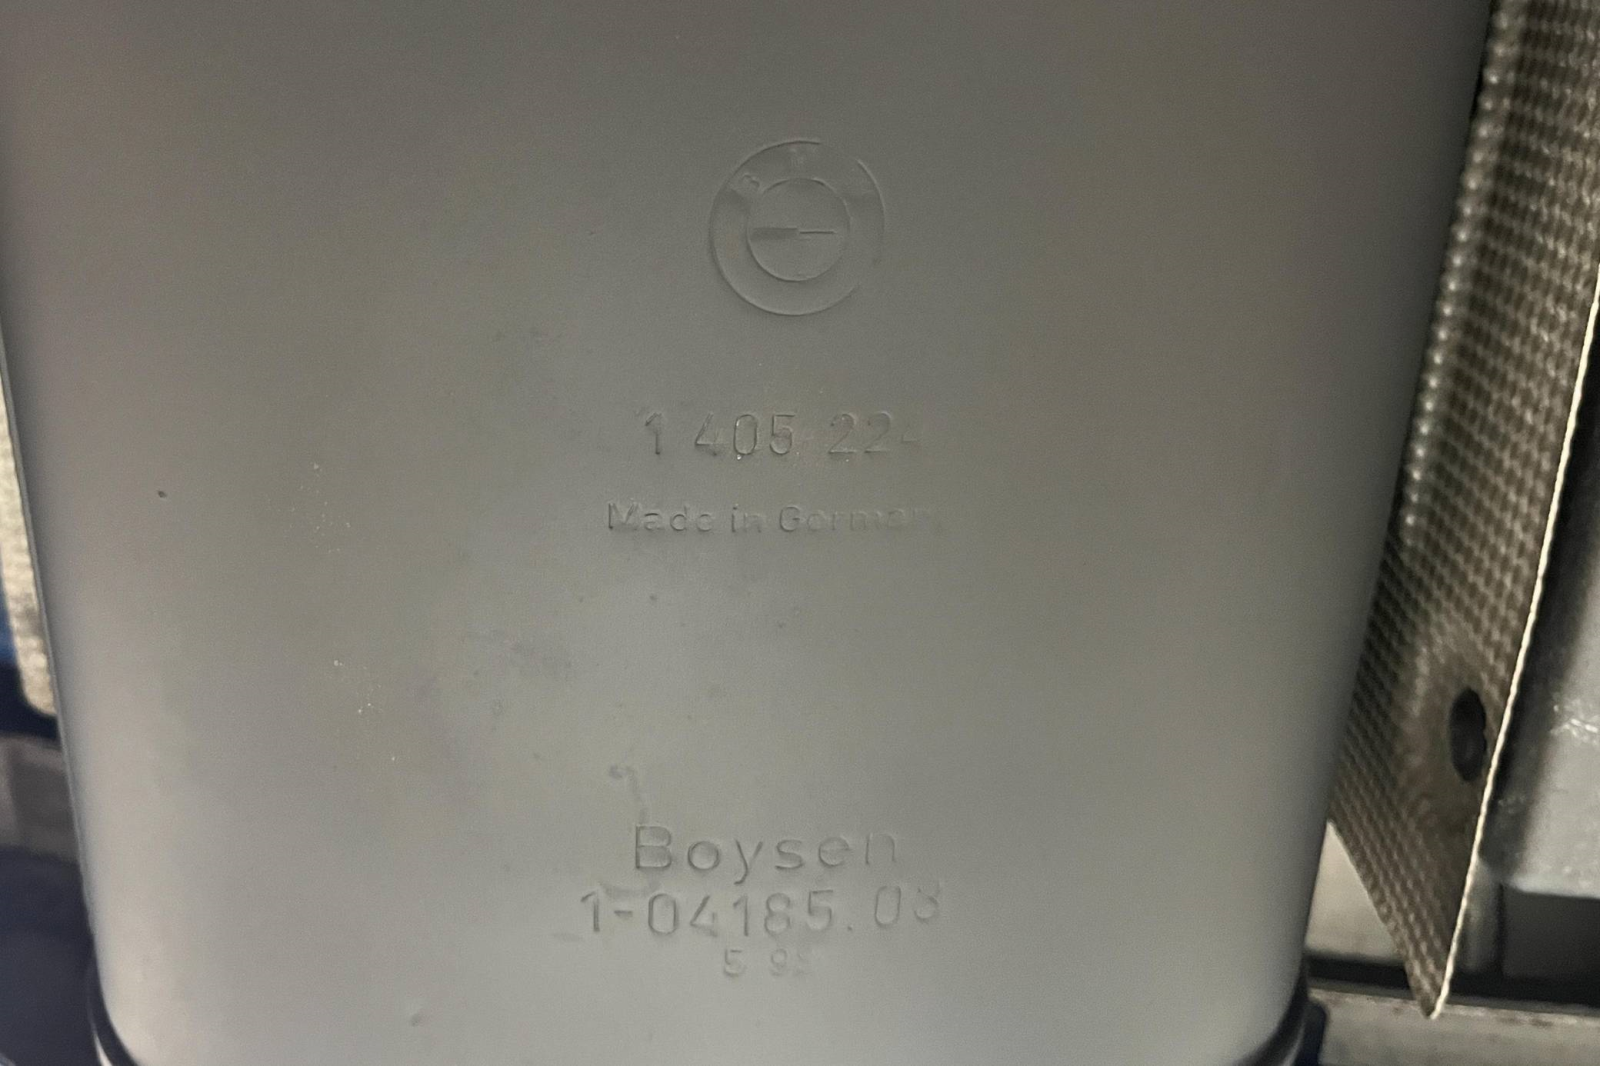 BMW
1 405 224
Made in Germany
Boysen
1-04185.03